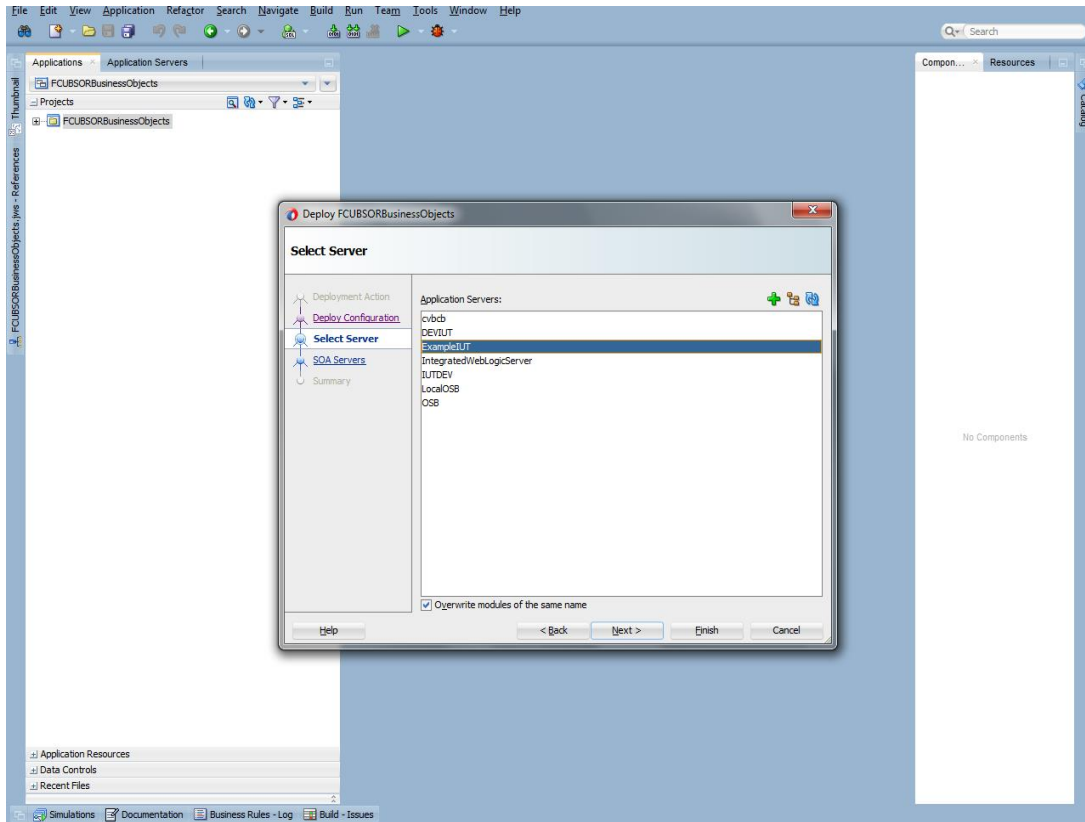 File Edit View Application Refactor Search Navigate Build Run Team Tools Window Help
Search
Applications Application Servers
Compon... Resources
FCUBSORBusinessObjects
Projects
FCUBSORBusinessObjects
Thumbnail
FCUBSORBusinessObjects.jws - References
Catalog
Deploy FCUBSORBusinessObjects
Select Server
Deployment Action
Deploy Configuration
Select Server
SOA Servers
Summary
Application Servers:
cvbcb
DEVIUT
ExampleIUT
IntegratedWebLogicServer
IUTDEV
LocalOSB
OSB
Overwrite modules of the same name
Help < Back Next > Finish Cancel
No Components
Application Resources
Data Controls
Recent Files
Simulations Documentation Business Rules - Log Build - Issues